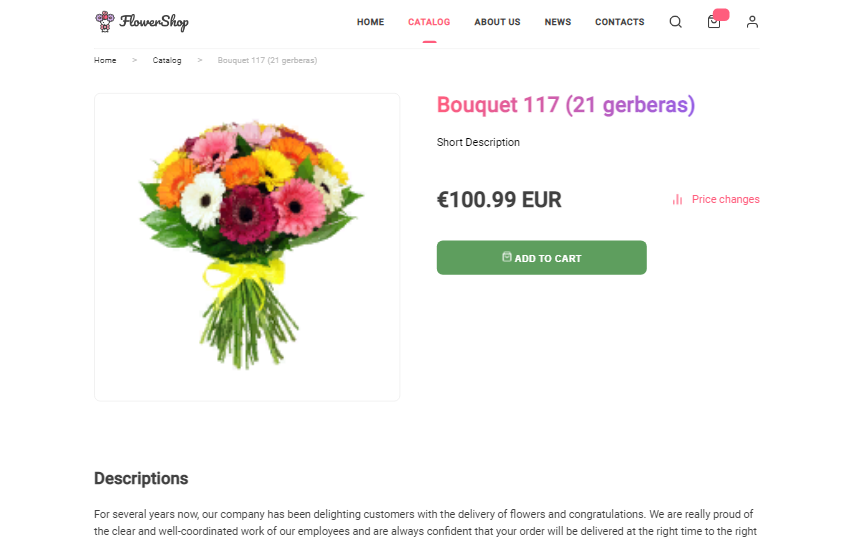 FlowerShop
HOME CATALOG ABOUT US NEWS CONTACTS
Home > Catalog > Bouquet 117 (21 gerberas)
Bouquet 117 (21 gerberas)
Short Description
€100.99 EUR
Price changes
ADD TO CART
Descriptions
For several years now, our company has been delighting customers with the delivery of flowers and congratulations. We are really proud of
the clear and well-coordinated work of our employees and are always confident that your order will be delivered at the right time to the right